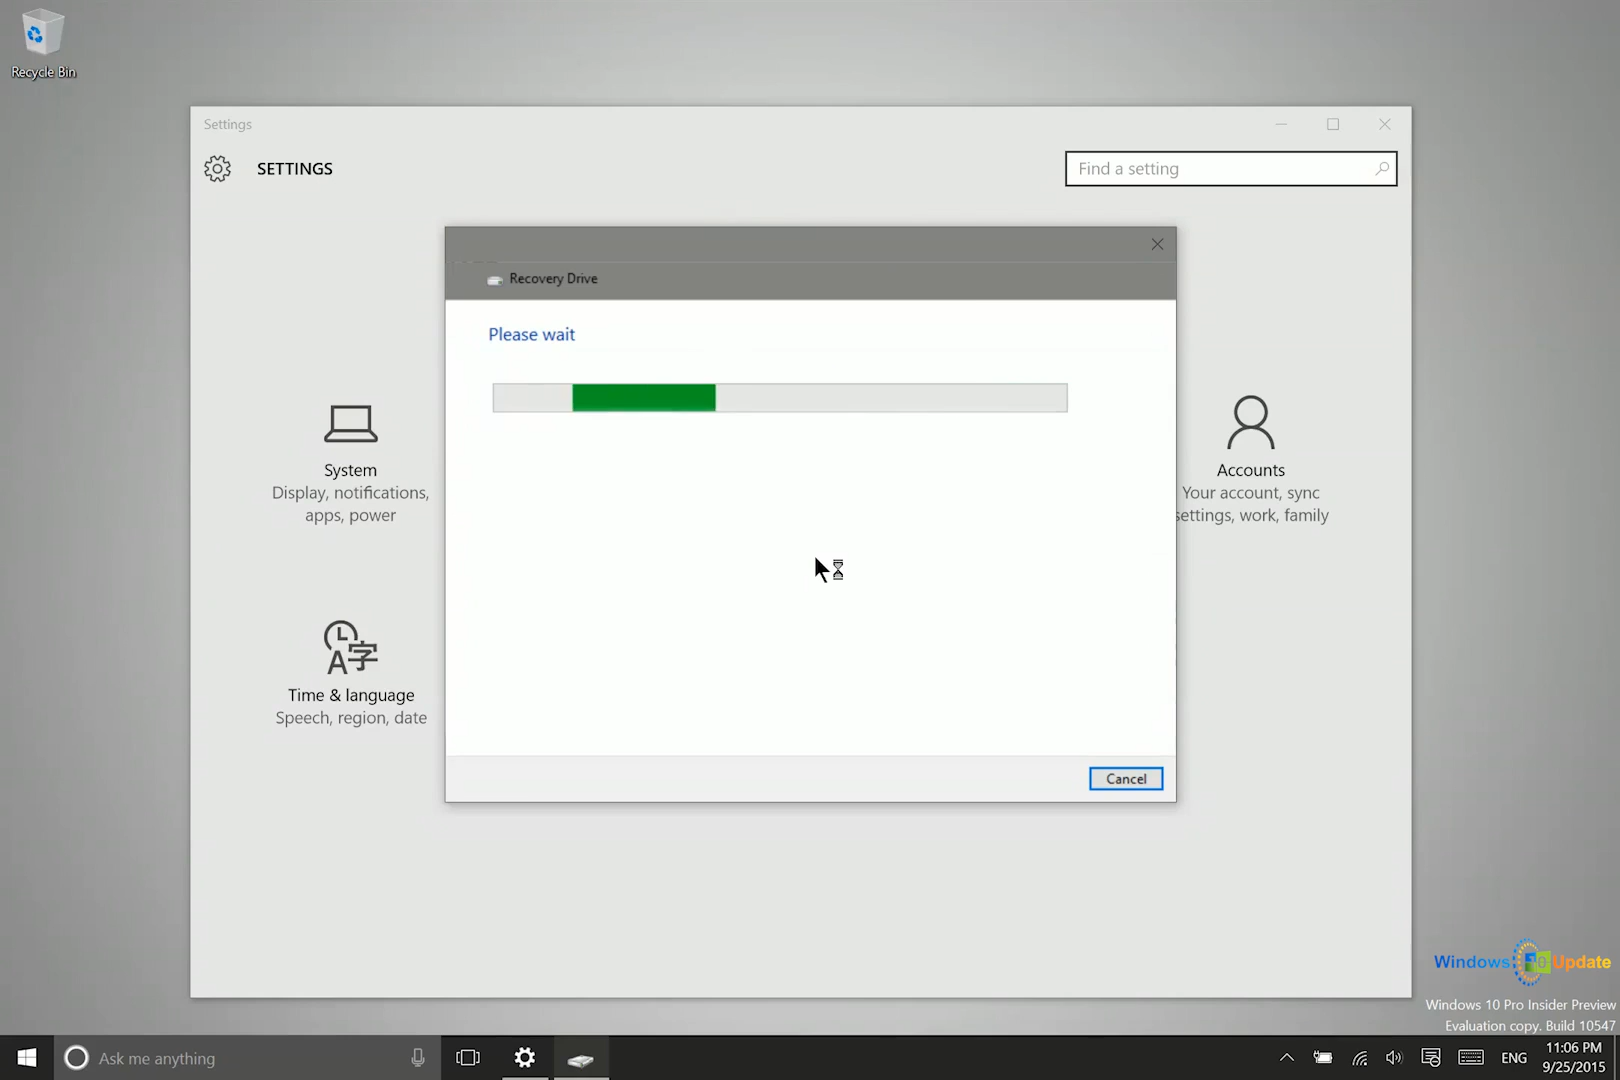 Recycle Bin
Settings
SETTINGS
Find a setting
Recovery Drive
Please wait
System
Display, notifications,
apps, power
Accounts
Your account, sync
settings, work, family
A字
Time & language
Speech, region, date
Cancel
Windows 10 Update
Windows 10 Pro Insider Preview
Evaluation copy. Build 10547
Ask me anything
ENG
11:06 PM
9/25/2015